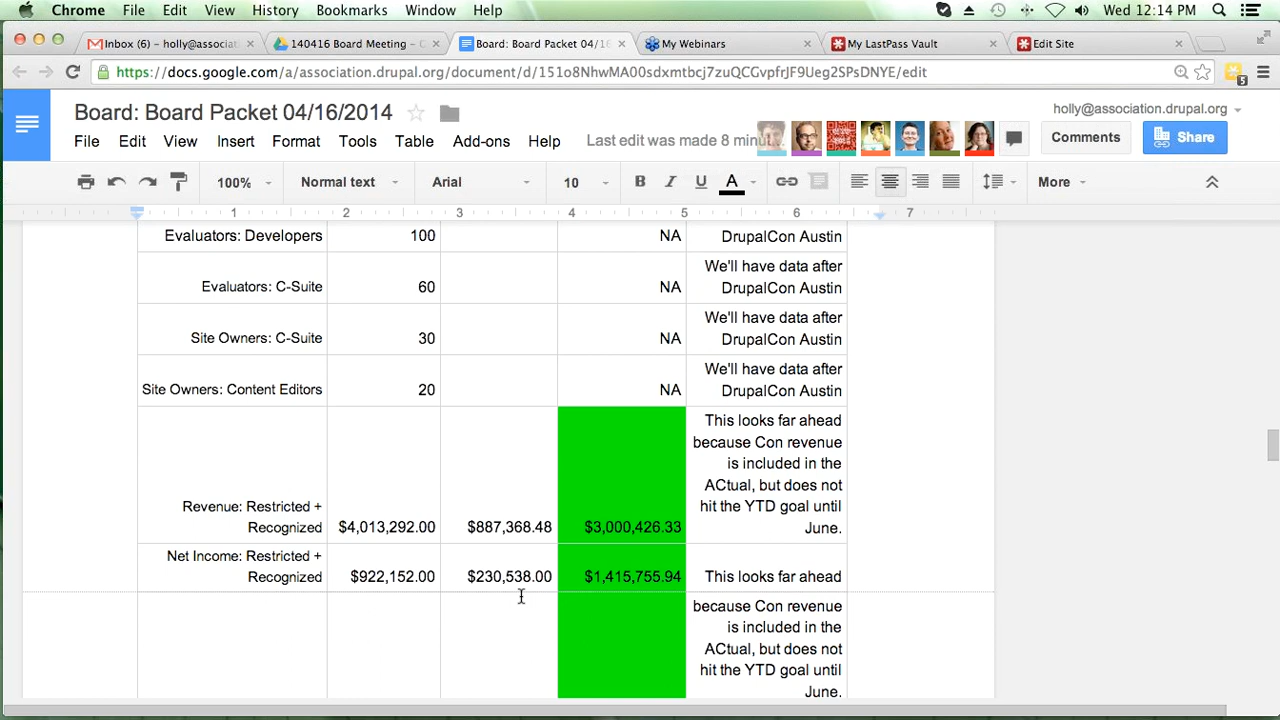 Chrome File Edit View History Bookmarks Window Help Wed 12:14 PM
Inbox (6) – holly@associat
140416 Board Meeting – C
Board: Board Packet 04/16
My Webinars
My LastPass Vault
Edit Site
https://docs.google.com/a/association.drupal.org/document/d/151o8NhwMA00sdxmtbcj7zuQCGvpfrJF9Ueg2SPsDNYE/edit
5
Board: Board Packet 04/16/2014
holly@association.drupal.org
File Edit View Insert Format Tools Table Add-ons Help Last edit was made 8 minut...
Comments
Share
100% Normal text Arial 10 B I U A More
1 2 3 4 5 6 7
Evaluators: Developers 100 NA DrupalCon Austin
We'll have data after
Evaluators: C-Suite 60 NA DrupalCon Austin
We'll have data after
Site Owners: C-Suite 30 NA DrupalCon Austin
We'll have data after
Site Owners: Content Editors 20 NA DrupalCon Austin
This looks far ahead
because Con revenue
is included in the
ACtual, but does not
Revenue: Restricted + hit the YTD goal until
Recognized $4,013,292.00 $887,368.48 $3,000,426.33 June.
Net Income: Restricted +
Recognized $922,152.00 $230,538.00 $1,415,755.94 This looks far ahead
because Con revenue
is included in the
ACtual, but does not
hit the YTD goal until
June.